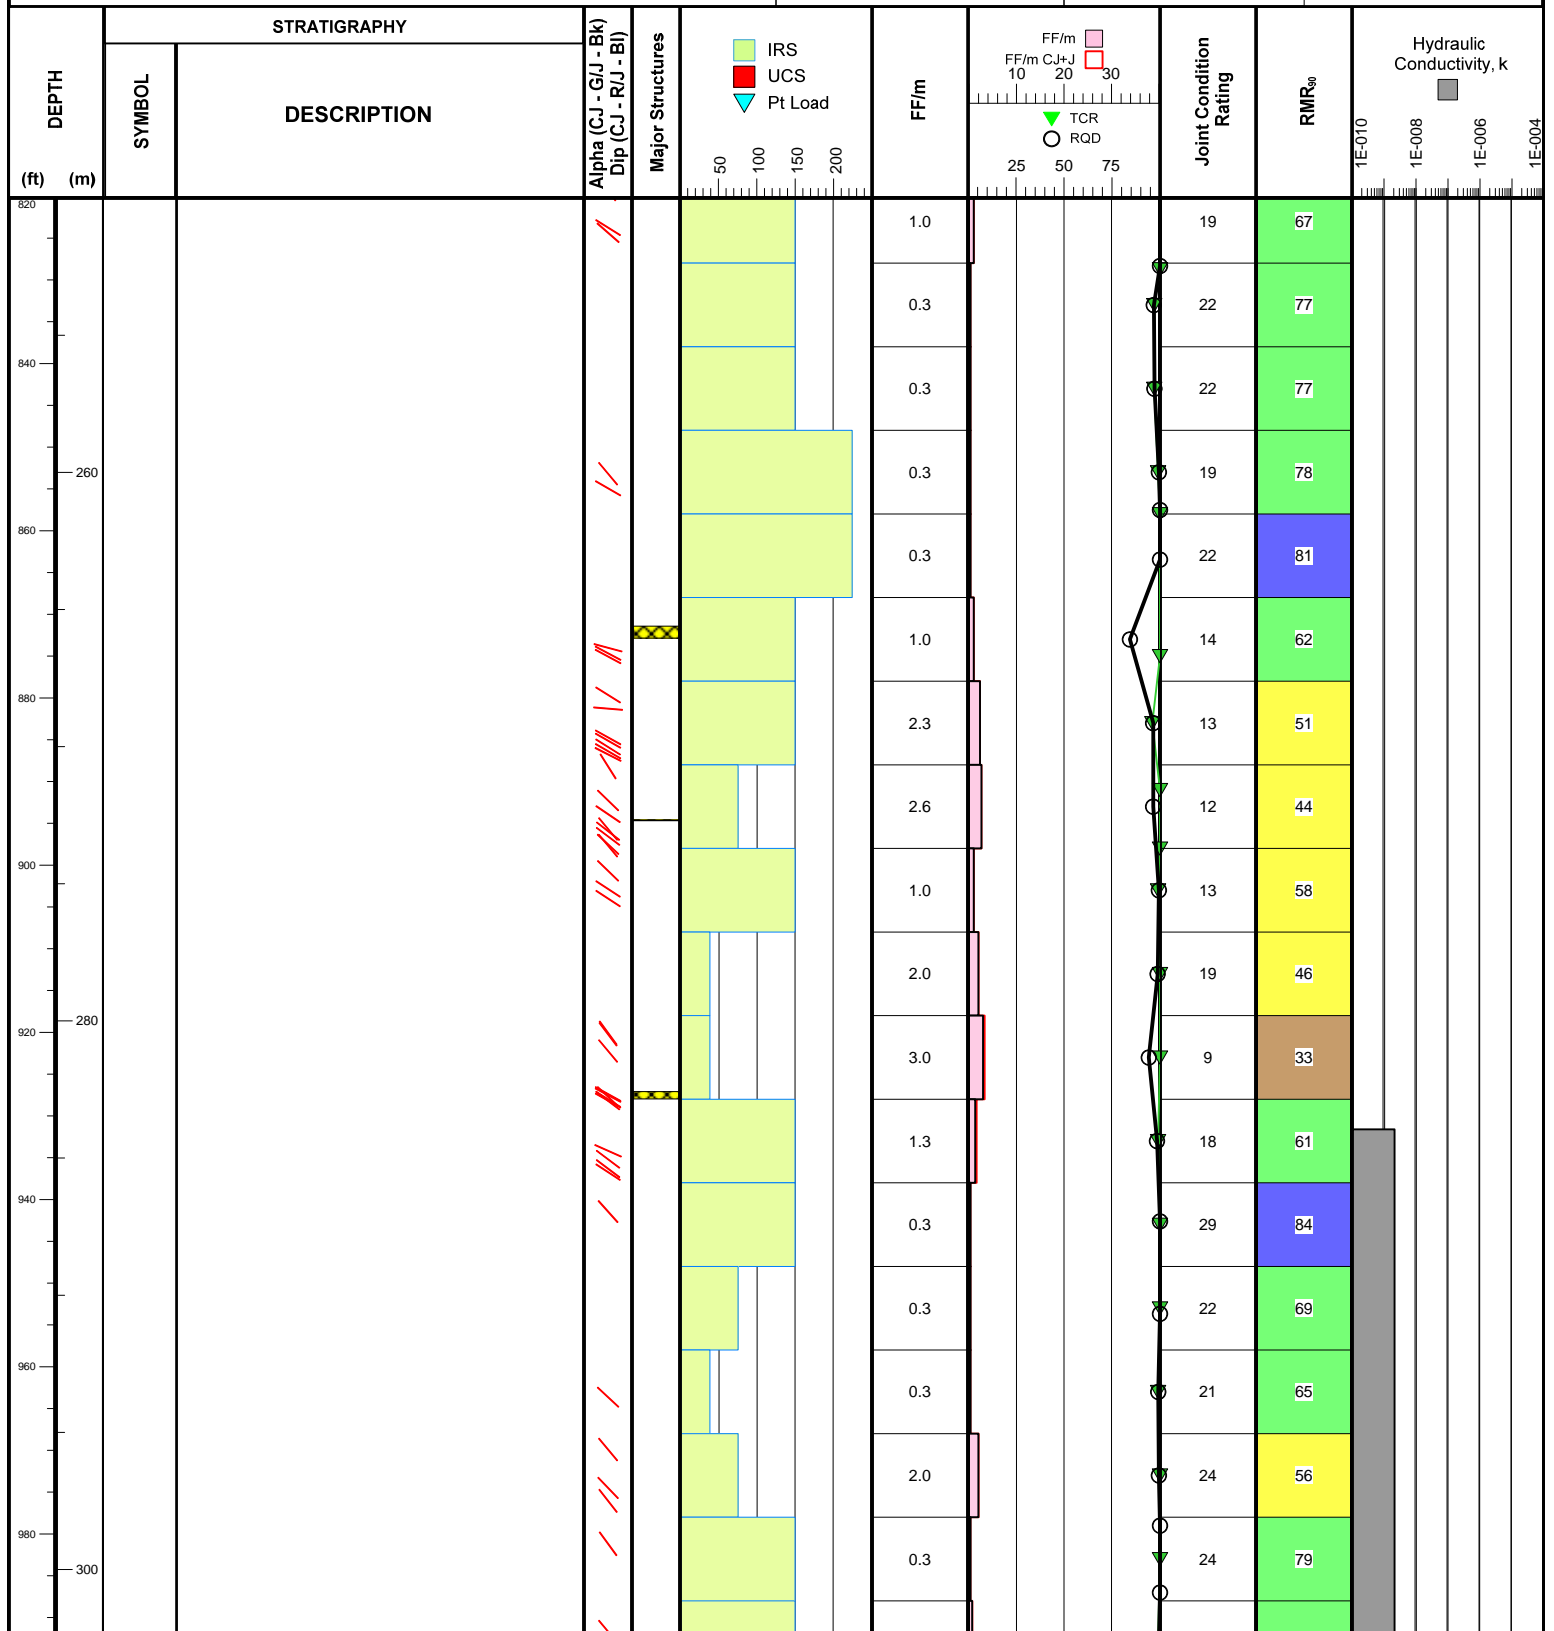 STRATIGRAPHY
DEPTH
(ft) (m)
SYMBOL
DESCRIPTION
Alpha (CJ - G/J - Bk)
Dip (CJ - R/J - Bl)
Major Structures
IRS
UCS
Pt Load
50 100 150 200
FF/m
FF/m
FF/m CJ+J
10 20 30
TCR
RQD
25 50 75
Joint Condition
Rating
RMR90
Hydraulic
Conductivity, k
1E-010 1E-008 1E-006 1E-004
820
1.0 19 67
0.3 22 77
840
0.3 22 77
260
0.3 19 78
860
0.3 22 81
1.0 14 62
880
2.3 13 51
2.6 12 44
900
1.0 13 58
2.0 19 46
280
920
3.0 9 33
1.3 18 61
940
0.3 29 84
0.3 22 69
960
0.3 21 65
2.0 24 56
980
0.3 24 79
300